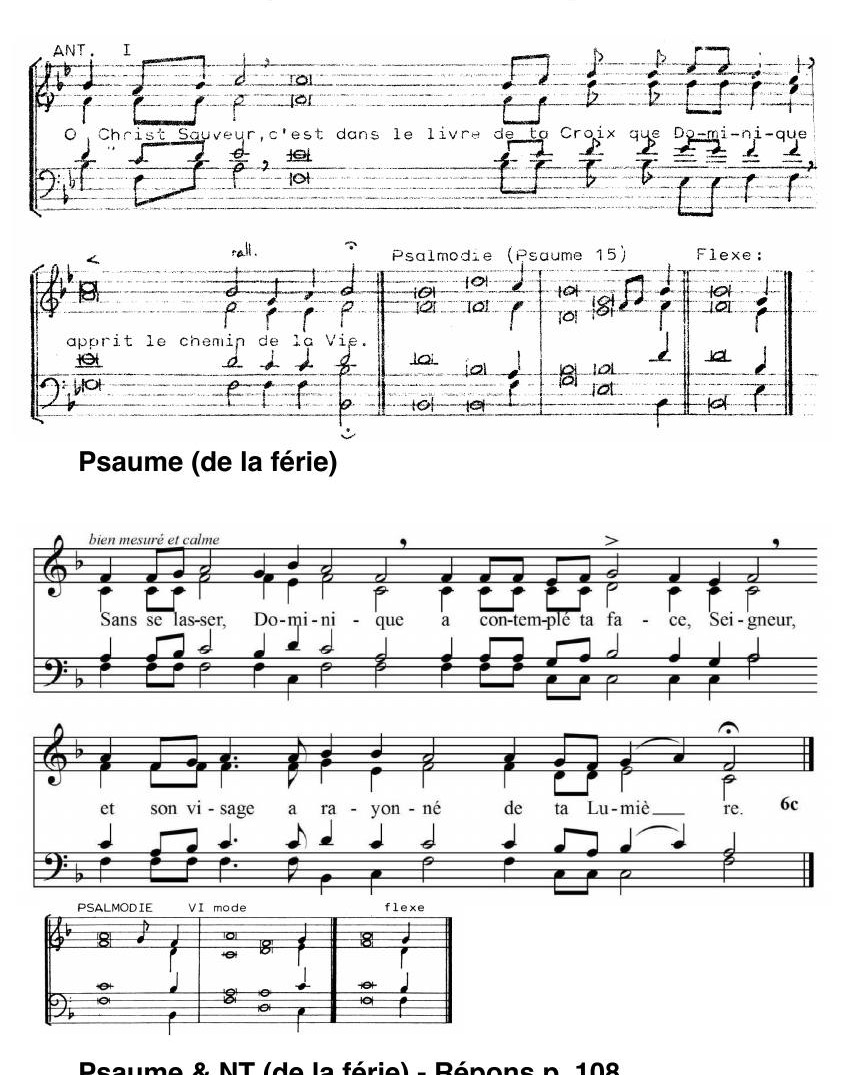 ANT. I
O Christ Sauveur, c'est dans le livre de ta Croix que Do-mi-ni-que
rall.
Psalmodie (Psaume 15) Flexe:
apprit le chemin de la Vie.
Psaume (de la férie)
bien mesuré et calme
Sans se las-ser, Do-mi-ni-que a con-tem-plé ta fa-ce, Sei-gneur,
et son vi-sage a ra-yon-né de ta Lu-miè___ re. 6c
PSALMODIE VI mode flexe
Psaume & NT (de la férie) - Répons p. 108